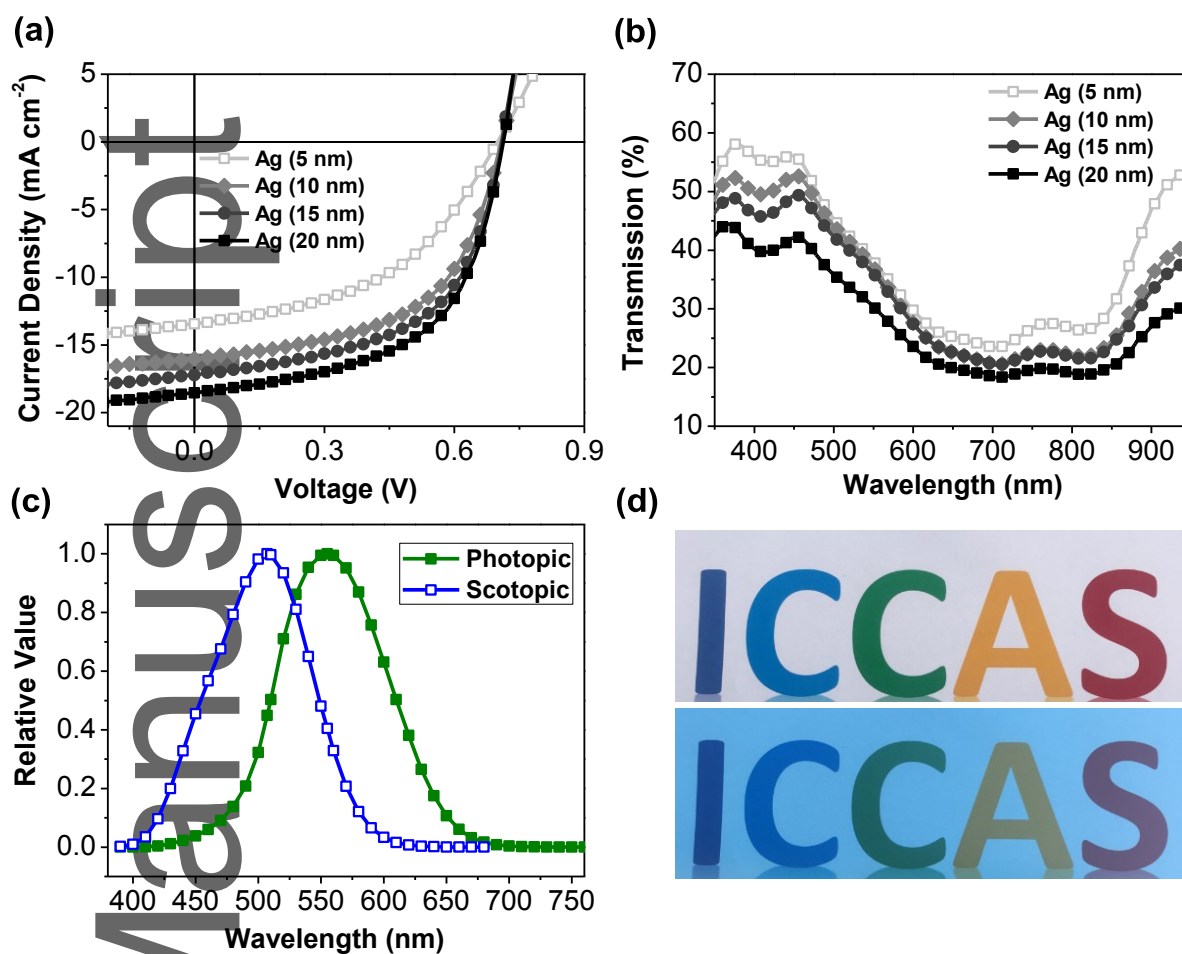 (a)
5
0
-5
-10
-15
-20
0.0
0.3
0.6
0.9
Current Density (mA cm-2)
Voltage (V)
Ag (5 nm)
Ag (10 nm)
Ag (15 nm)
Ag (20 nm)
(b)
70
60
50
40
30
20
10
400 500 600 700 800 900
Transmission (%)
Wavelength (nm)
Ag (5 nm)
Ag (10 nm)
Ag (15 nm)
Ag (20 nm)
(c)
1.0
0.8
0.6
0.4
0.2
0.0
400 450 500 550 600 650 700 750
Relative Value
Wavelength (nm)
Photopic
Scotopic
(d)
ICCAS
ICCAS